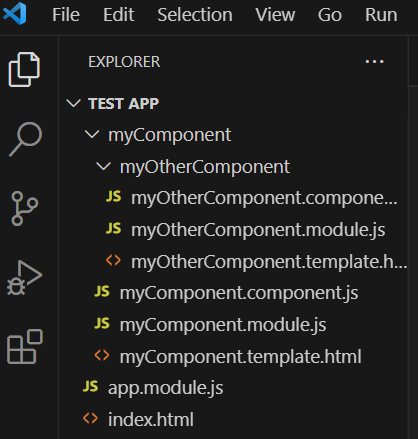 File Edit Selection View Go Run
EXPLORER ...
TEST APP
myComponent
myOtherComponent
JS myOtherComponent.compone...
JS myOtherComponent.module.js
<> myOtherComponent.template.h...
JS myComponent.component.js
JS myComponent.module.js
<> myComponent.template.html
JS app.module.js
<> index.html